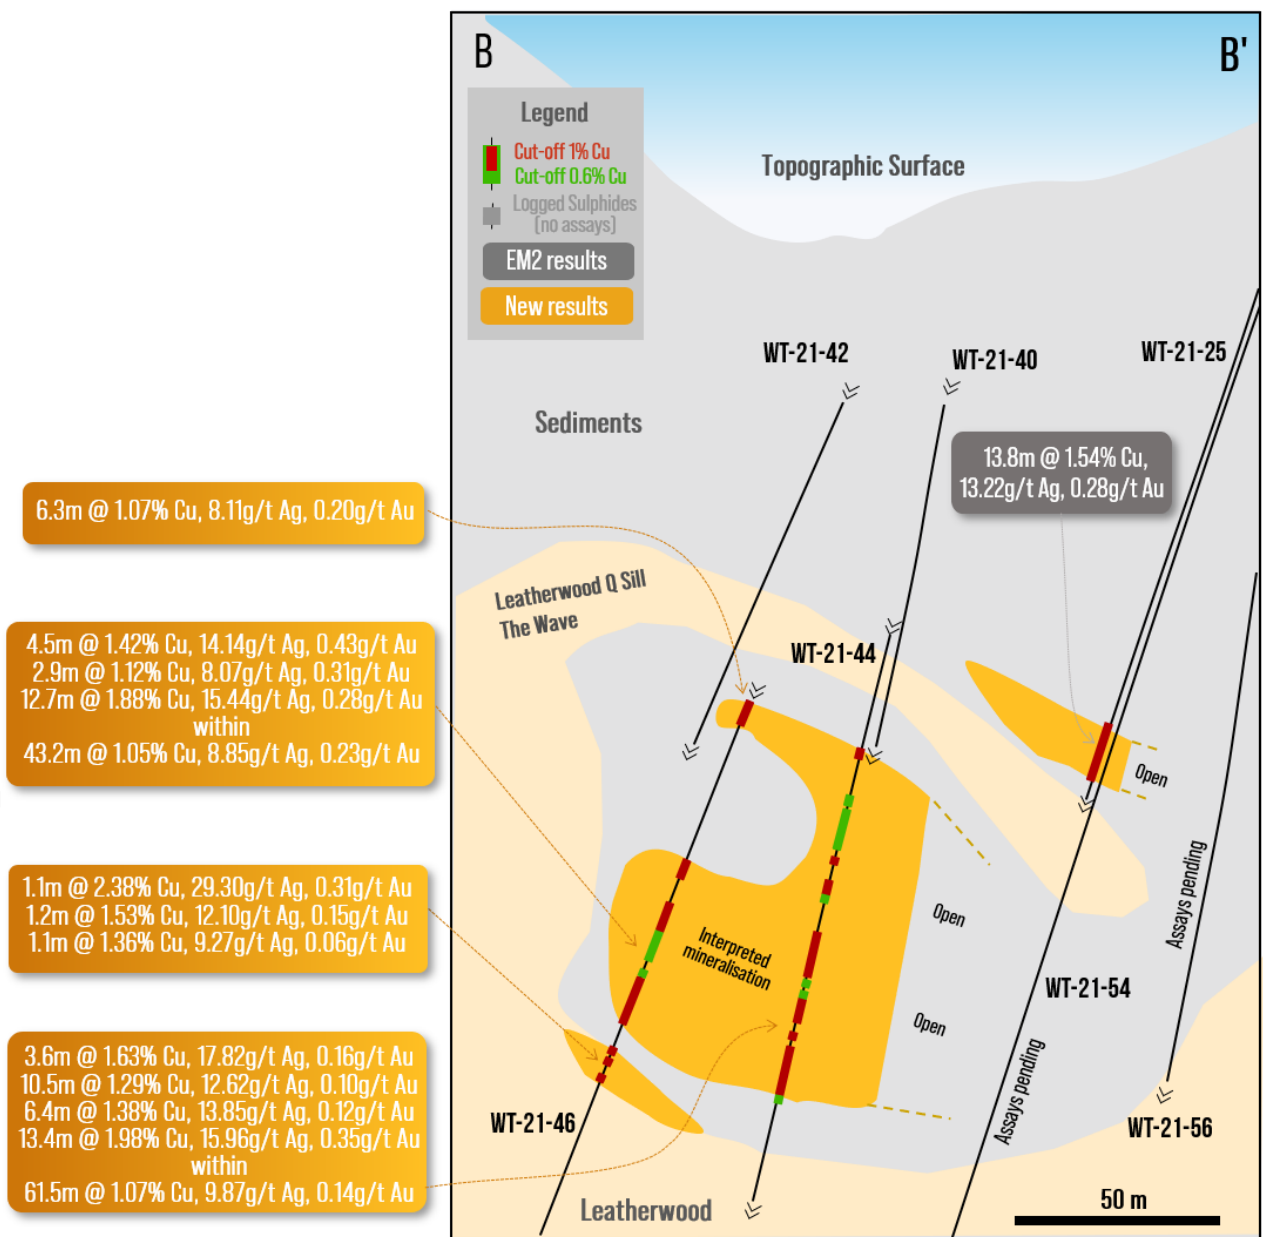 B
B'
Legend
Cut-off 1% Cu
Cut-off 0.6% Cu
Logged Sulphides
(no assays)
EM2 results
New results
Topographic Surface
WT-21-42
WT-21-40
WT-21-25
Sediments
13.8m @ 1.54% Cu,
13.22g/t Ag, 0.28g/t Au
6.3m @ 1.07% Cu, 8.11g/t Ag, 0.20g/t Au
Leatherwood Q Sill
The Wave
4.5m @ 1.42% Cu, 14.14g/t Ag, 0.43g/t Au
2.9m @ 1.12% Cu, 8.07g/t Ag, 0.31g/t Au
12.7m @ 1.88% Cu, 15.44g/t Ag, 0.28g/t Au
within
43.2m @ 1.05% Cu, 8.85g/t Ag, 0.23g/t Au
WT-21-44
Open
Assays pending
1.1m @ 2.38% Cu, 29.30g/t Ag, 0.31g/t Au
1.2m @ 1.53% Cu, 12.10g/t Ag, 0.15g/t Au
1.1m @ 1.36% Cu, 9.27g/t Ag, 0.06g/t Au
Interpreted
mineralisation
Open
WT-21-54
Open
Assays pending
3.6m @ 1.63% Cu, 17.82g/t Ag, 0.16g/t Au
10.5m @ 1.29% Cu, 12.62g/t Ag, 0.10g/t Au
6.4m @ 1.38% Cu, 13.85g/t Ag, 0.12g/t Au
13.4m @ 1.98% Cu, 15.96g/t Ag, 0.35g/t Au
within
61.5m @ 1.07% Cu, 9.87g/t Ag, 0.14g/t Au
WT-21-46
WT-21-56
Leatherwood
50 m